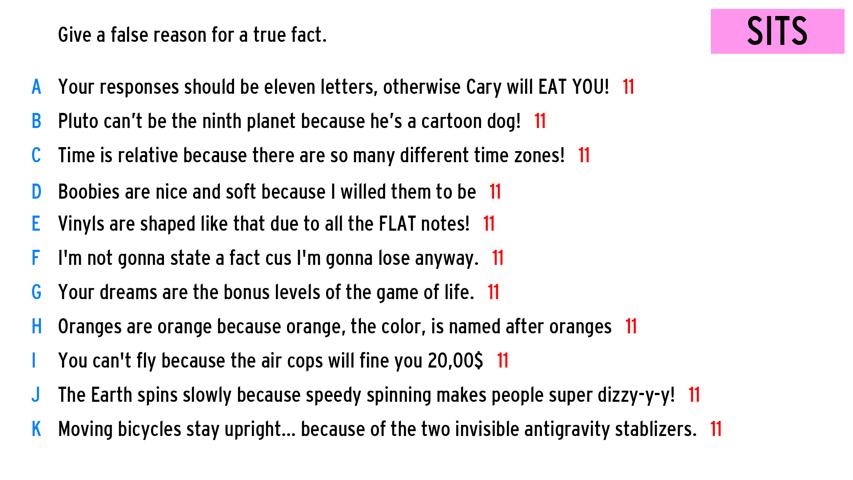 Give a false reason for a true fact.
SITS
A Your responses should be eleven letters, otherwise Cary will EAT YOU! 11
B Pluto can't be the ninth planet because he's a cartoon dog! 11
C Time is relative because there are so many different time zones! 11
D Boobies are nice and soft because I willed them to be 11
E Vinyls are shaped like that due to all the FLAT notes! 11
F I'm not gonna state a fact cus I'm gonna lose anyway. 11
G Your dreams are the bonus levels of the game of life. 11
H Oranges are orange because orange, the color, is named after oranges 11
I You can't fly because the air cops will fine you 20,00$ 11
J The Earth spins slowly because speedy spinning makes people super dizzy-y-y! 11
K Moving bicycles stay upright... because of the two invisible antigravity stablizers. 11